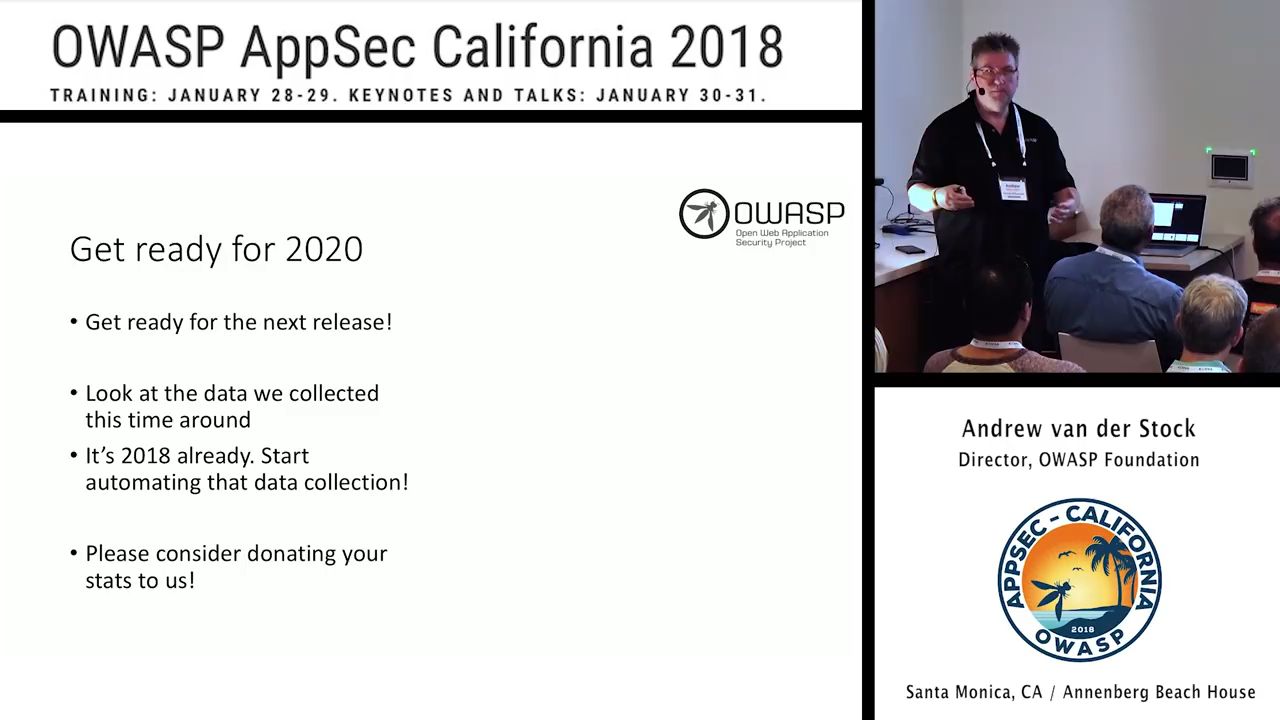 OWASP AppSec California 2018
TRAINING: JANUARY 28-29. KEYNOTES AND TALKS: JANUARY 30-31.
OWASP
Open Web Application
Security Project
Get ready for 2020
• Get ready for the next release!
• Look at the data we collected
this time around
• It’s 2018 already. Start
automating that data collection!
• Please consider donating your
stats to us!
Andrew
Andrew van der Stock
Director, OWASP Foundation
APPSEC - CALIFORNIA
2018
OWASP
Santa Monica, CA / Annenberg Beach House